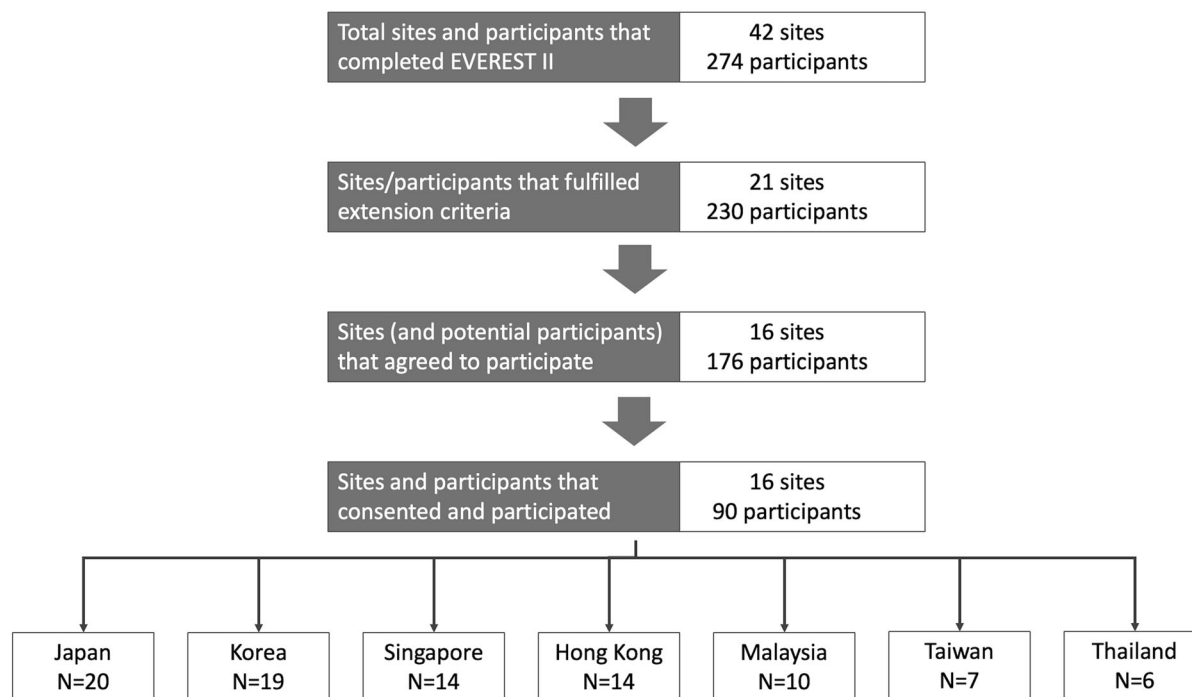 Total sites and participants that
completed EVEREST II
42 sites
274 participants
Sites/participants that fulfilled
extension criteria
21 sites
230 participants
Sites (and potential participants)
that agreed to participate
16 sites
176 participants
Sites and participants that
consented and participated
16 sites
90 participants
Japan
N=20
Korea
N=19
Singapore
N=14
Hong Kong
N=14
Malaysia
N=10
Taiwan
N=7
Thailand
N=6